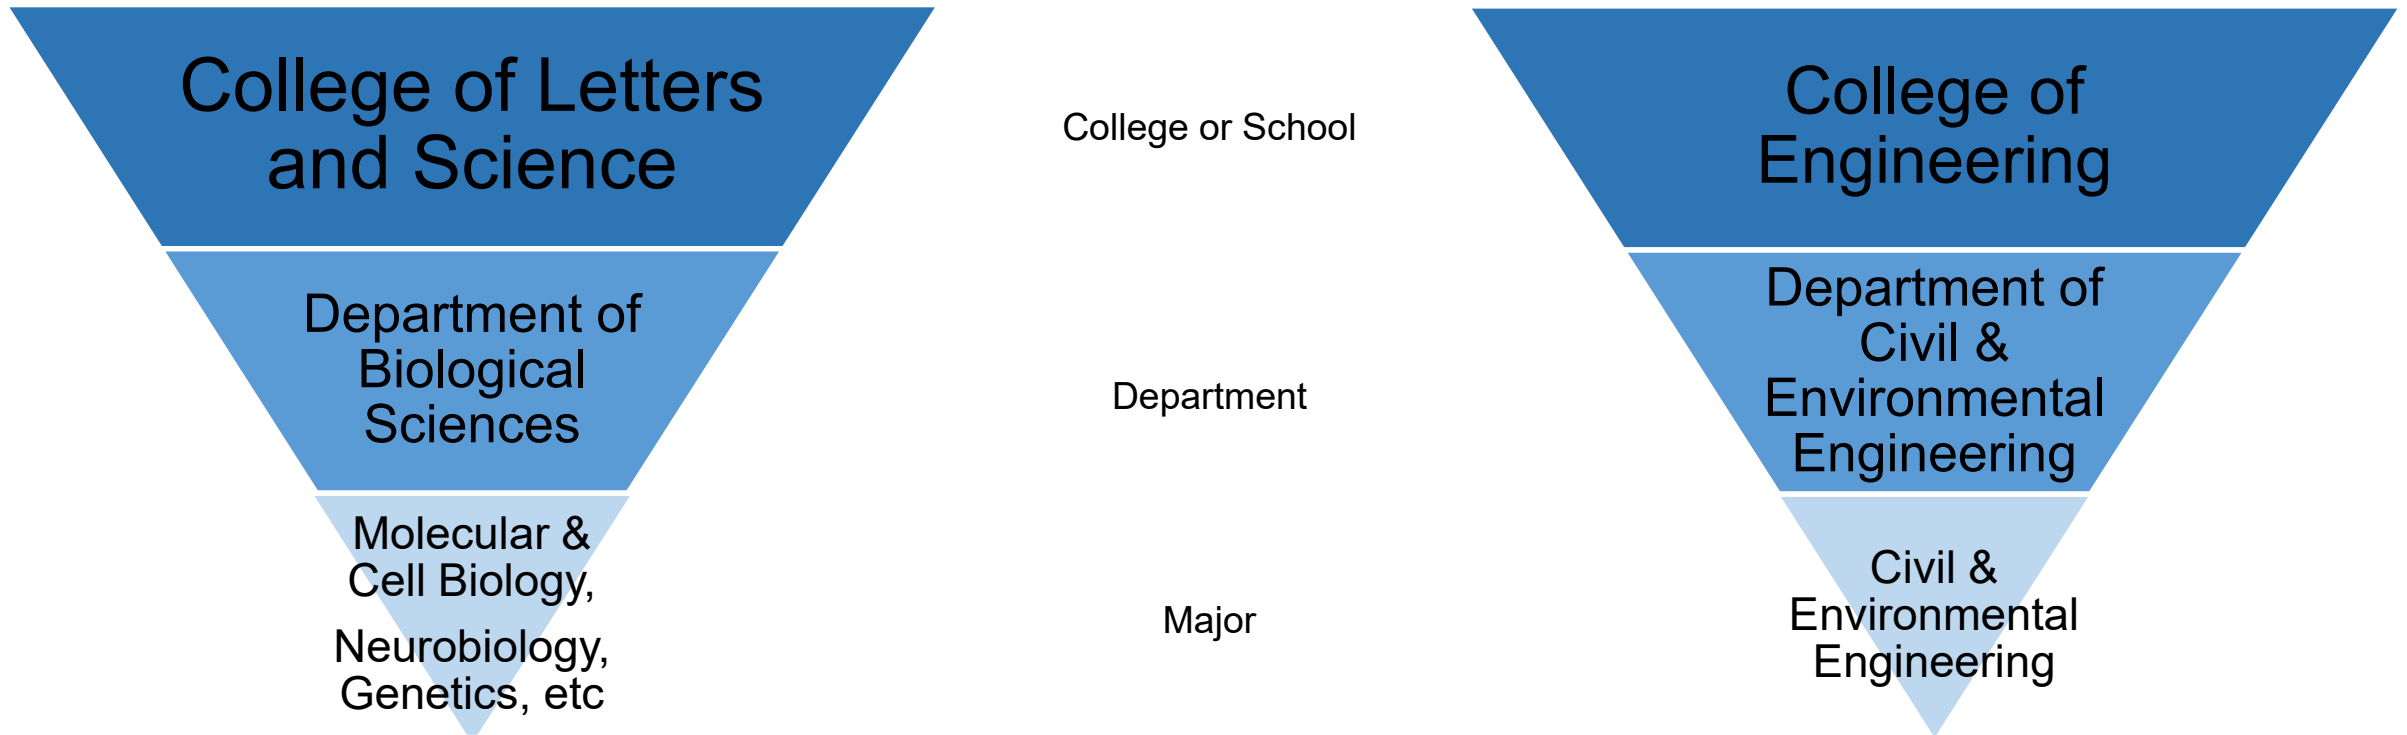 College of Letters
and Science
Department of
Biological
Sciences
Molecular &
Cell Biology,
Neurobiology,
Genetics, etc
College or School
Department
Major
College of
Engineering
Department of
Civil &
Environmental
Engineering
Civil &
Environmental
Engineering